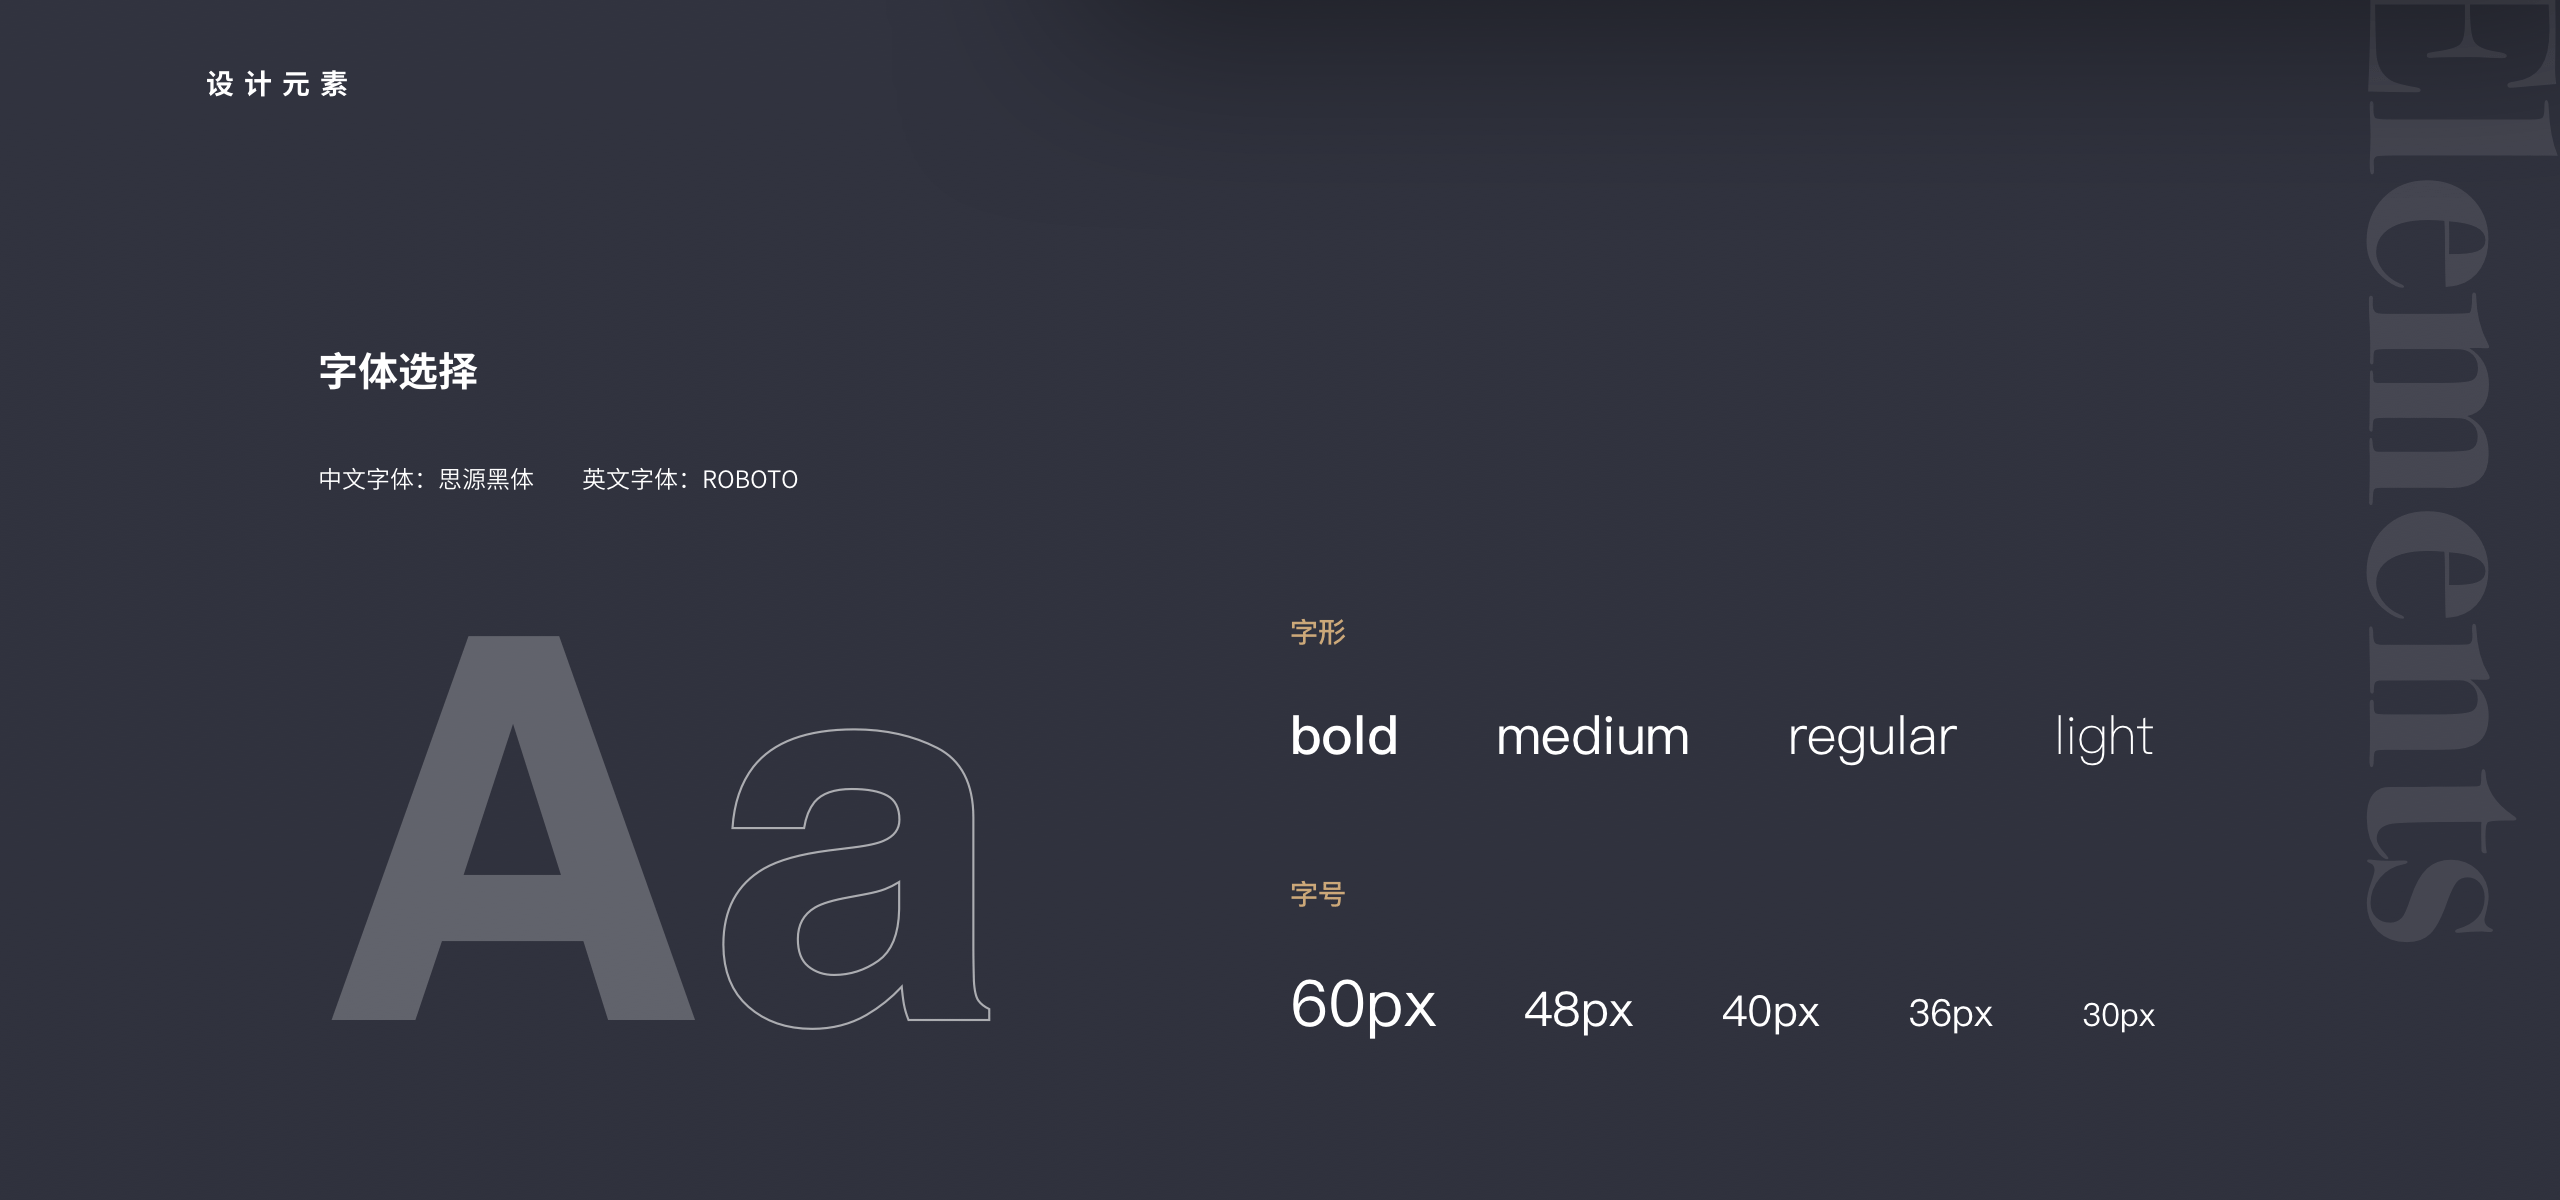 设计元素
Elements
字体选择
中文字体：思源黑体 英文字体：ROBOTO
Aa
字形
bold medium regular light
字号
60px 48px 40px 36px 30px